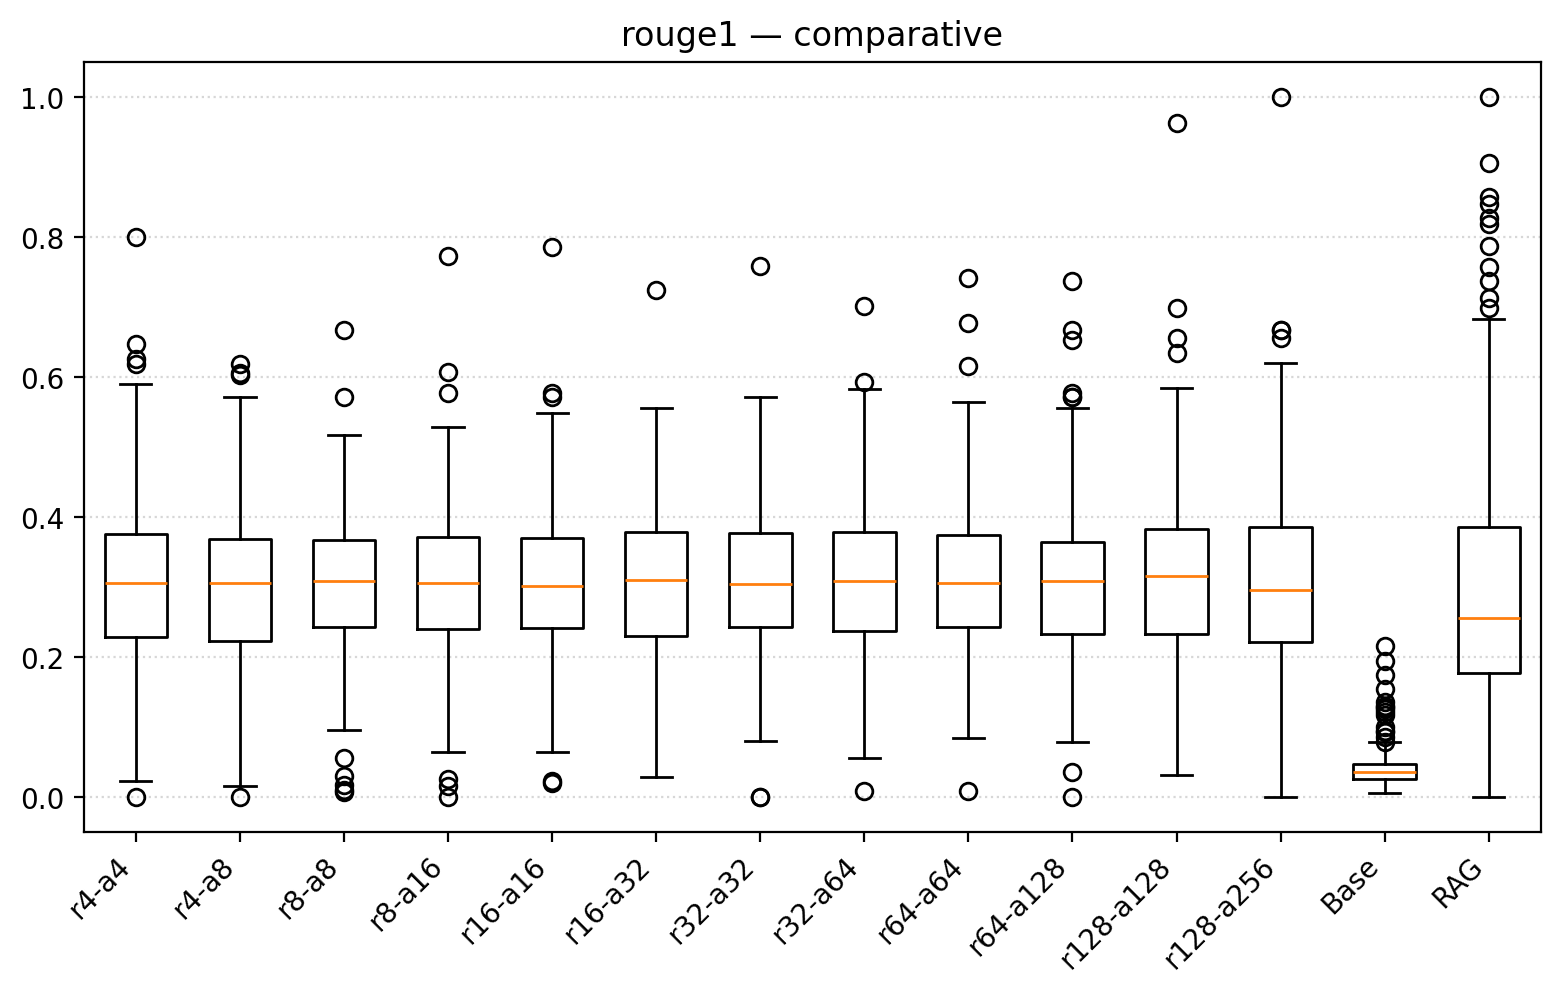 rouge1 — comparative
1.0
0.8
0.6
0.4
0.2
0.0
r4-a4
r4-a8
r8-a8
r8-a16
r16-a16
r16-a32
r32-a32
r32-a64
r64-a64
r64-a128
r128-a128
r128-a256
Base
RAG